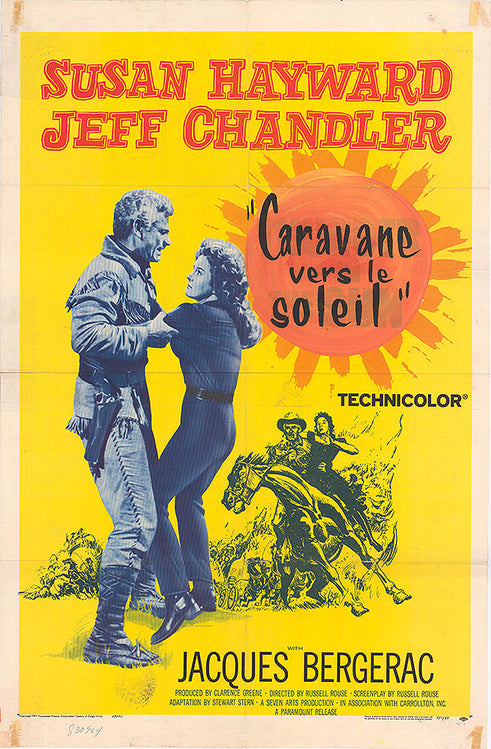 SUSAN HAYWARD
JEFF CHANDLER
"Caravane
vers le
soleil"
TECHNICOLOR®
WITH
JACQUES BERGERAC
PRODUCED BY CLARENCE GREENE · DIRECTED BY RUSSELL ROUSE · SCREENPLAY BY RUSSELL ROUSE
ADAPTATION BY STEWART STERN · A SEVEN ARTS PRODUCTION · IN ASSOCIATION WITH CARROLLTON, INC.
A PARAMOUNT RELEASE